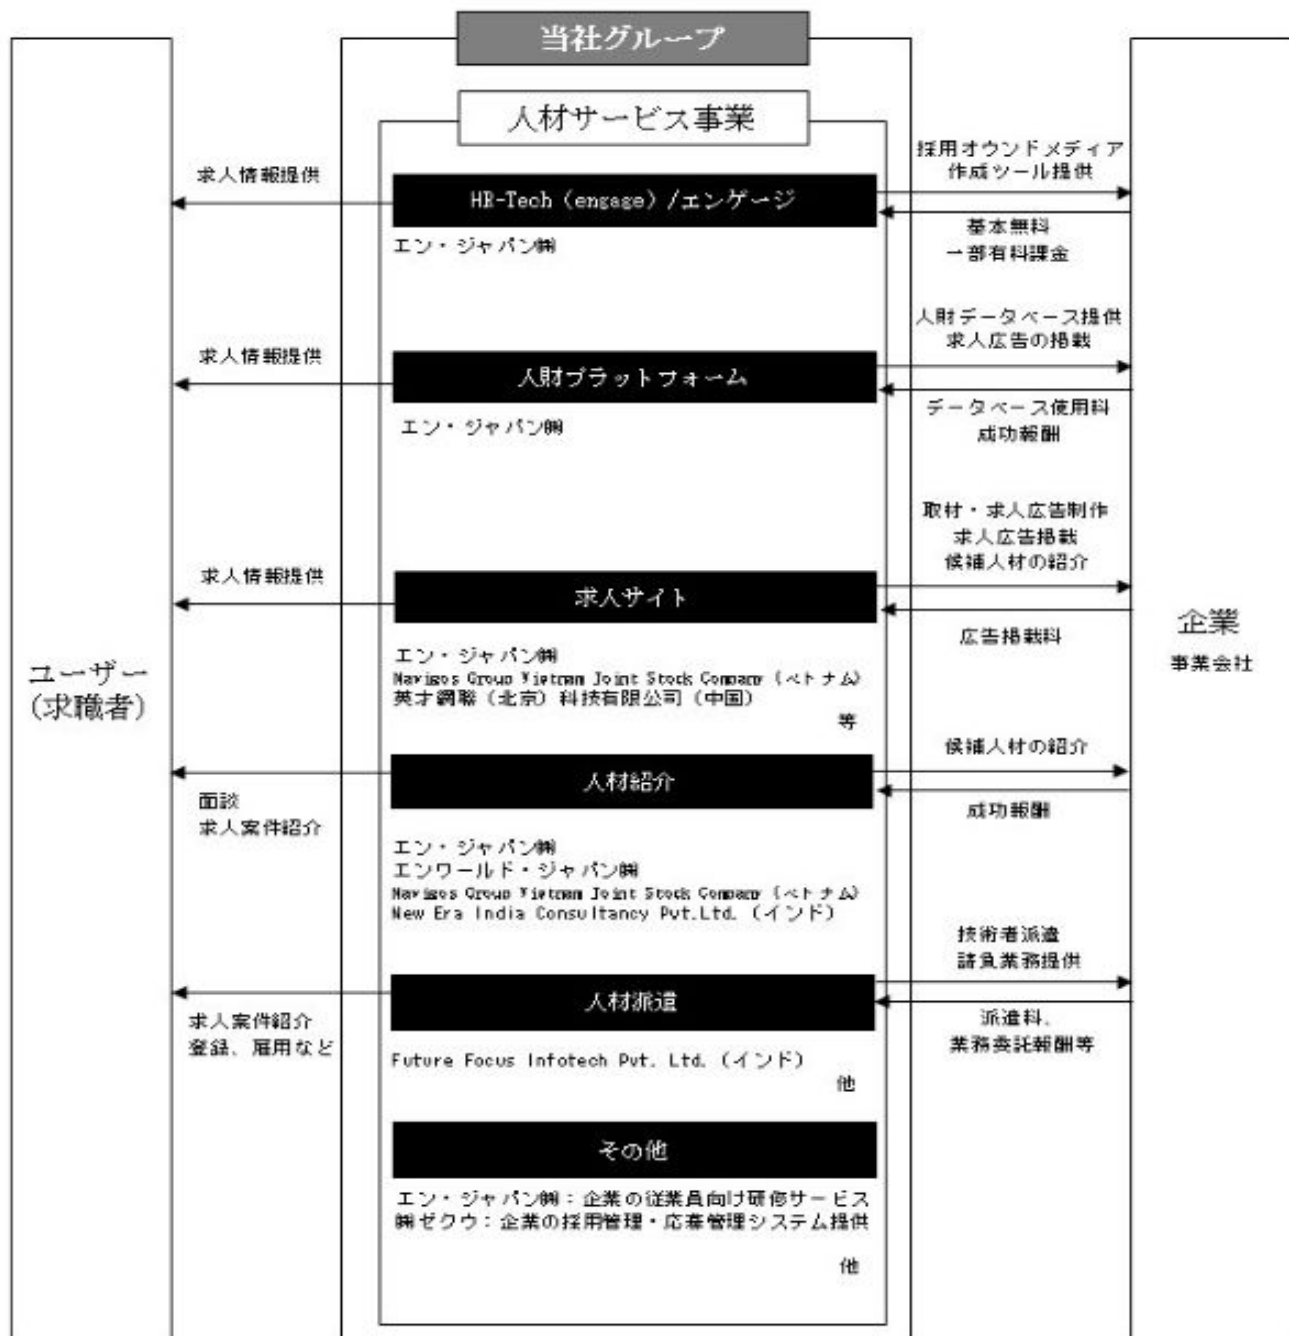 当社グループ
人材サービス事業
求人情報提供
HR-Tech（engage）/エンゲージ
採用オウンドメディア
作成ツール提供
基本無料
一部有料課金
エン・ジャパン㈱
求人情報提供
人財プラットフォーム
人財データベース提供
求人広告の掲載
データベース使用料
成功報酬
エン・ジャパン㈱
求人情報提供
求人サイト
取材・求人広告制作
求人広告掲載
候補人材の紹介
広告掲載料
エン・ジャパン㈱
Navigos Group Vietnam Joint Stock Company（ベトナム）
英才網聯（北京）科技有限公司（中国）
等
ユーザー
（求職者）
企業
事業会社
人材紹介
面談
求人案件紹介
候補人材の紹介
成功報酬
エン・ジャパン㈱
エンワールド・ジャパン㈱
Navigos Group Vietnam Joint Stock Company（ベトナム）
New Era India Consultancy Pvt.Ltd.（インド）
人材派遣
求人案件紹介
登録、雇用など
技術者派遣
請負業務提供
派遣料、
業務委託報酬等
Future Focus Infotech Pvt. Ltd.（インド）
他
その他
エン・ジャパン㈱：企業の従業員向け研修サービス
㈱ゼクウ：企業の採用管理・応募管理システム提供
他